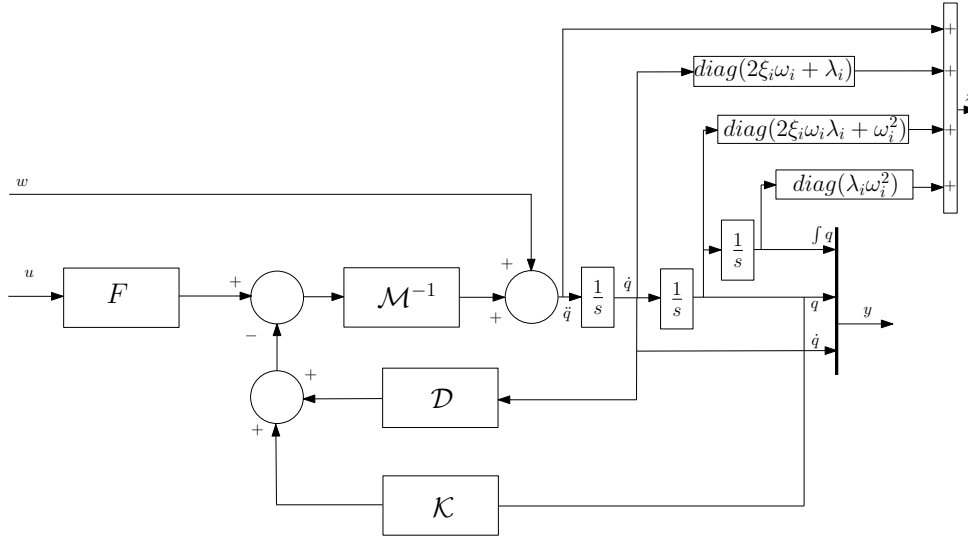 +
diag(2ξ_iω_i + λ_i)
+
diag(2ξ_iω_iλ_i + ω_i^2)
+
w
diag(λ_iω_i^2)
+
+
u
F
+
−
M^{-1}
+
q̈
1/s
q̇
1/s
1/s
∫ q
q
q̇
y
+
D
+
K